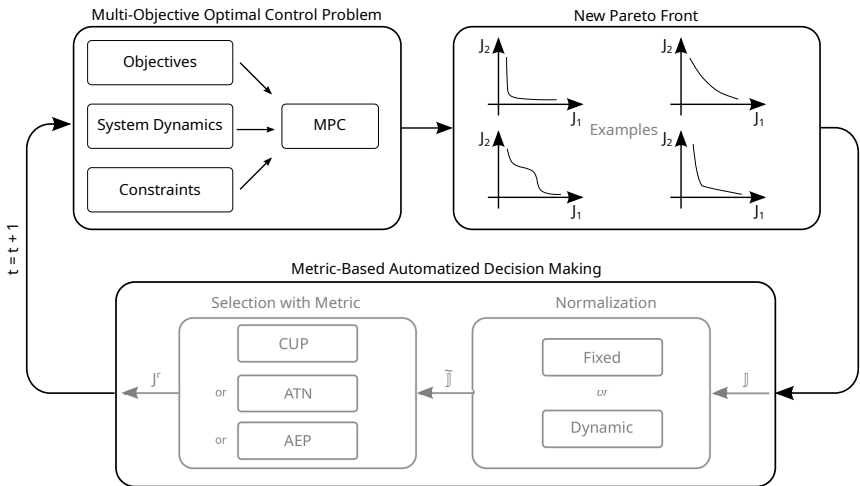 Multi-Objective Optimal Control Problem
Objectives
System Dynamics
Constraints
MPC
New Pareto Front
J₂
J₁
J₂
J₁
Examples
J₂
J₁
J₂
J₁
t = t + 1
Metric-Based Automatized Decision Making
Selection with Metric
CUP
or
ATN
or
AEP
Jʳ
𝕁̃
Normalization
Fixed
or
Dynamic
𝕁